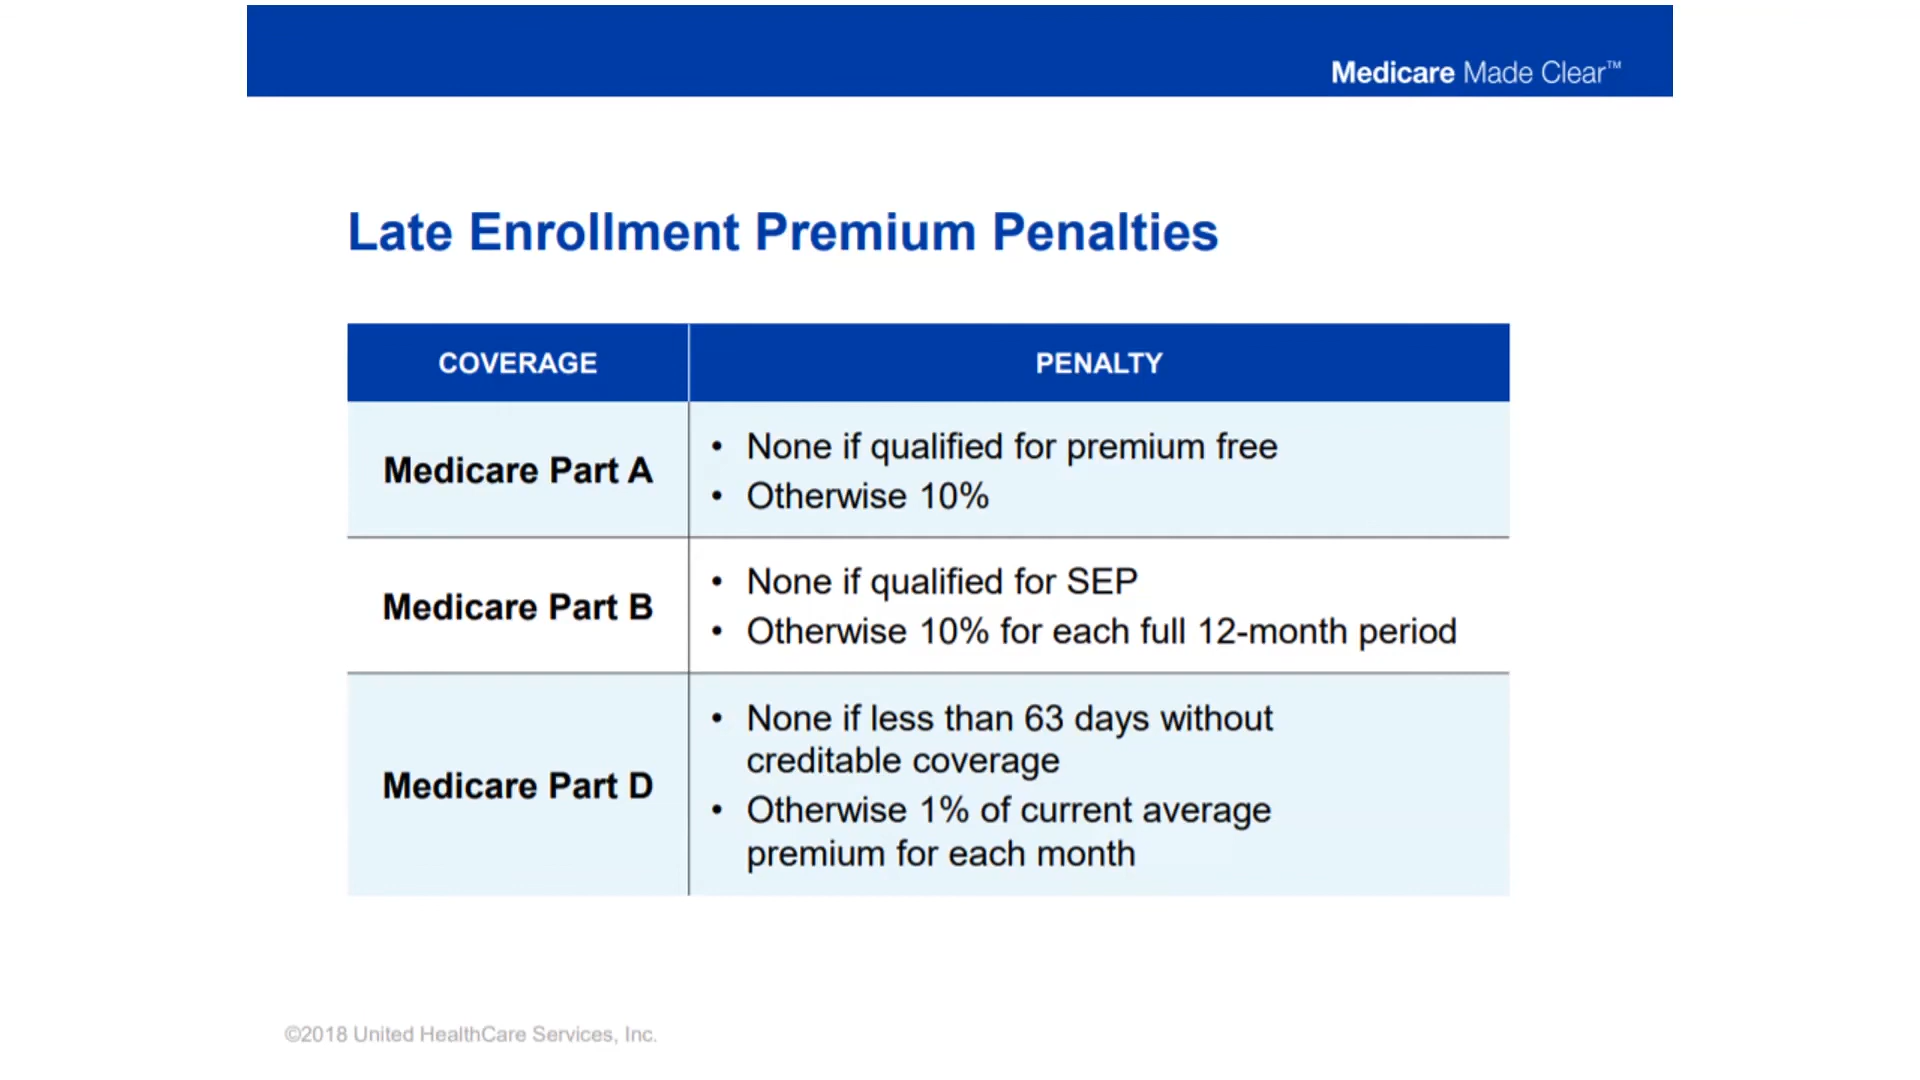 Medicare Made Clear™
Late Enrollment Premium Penalties
COVERAGE
PENALTY
Medicare Part A
• None if qualified for premium free
• Otherwise 10%
Medicare Part B
• None if qualified for SEP
• Otherwise 10% for each full 12-month period
Medicare Part D
• None if less than 63 days without
creditable coverage
• Otherwise 1% of current average
premium for each month
©2018 United HealthCare Services, Inc.